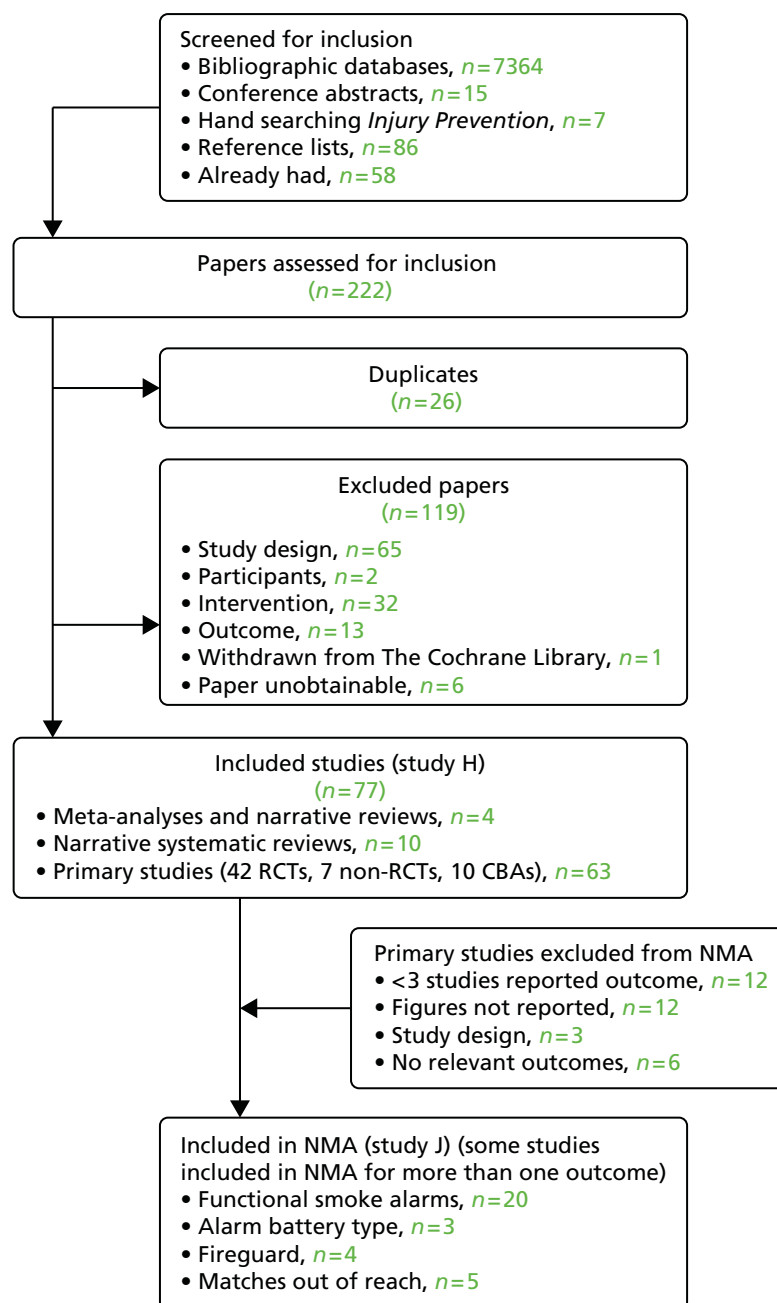 Screened for inclusion
• Bibliographic databases, n=7364
• Conference abstracts, n=15
• Hand searching Injury Prevention, n=7
• Reference lists, n=86
• Already had, n=58
Papers assessed for inclusion
(n=222)
Duplicates
(n=26)
Excluded papers
(n=119)
• Study design, n=65
• Participants, n=2
• Intervention, n=32
• Outcome, n=13
• Withdrawn from The Cochrane Library, n=1
• Paper unobtainable, n=6
Included studies (study H)
(n=77)
• Meta-analyses and narrative reviews, n=4
• Narrative systematic reviews, n=10
• Primary studies (42 RCTs, 7 non-RCTs, 10 CBAs), n=63
Primary studies excluded from NMA
• <3 studies reported outcome, n=12
• Figures not reported, n=12
• Study design, n=3
• No relevant outcomes, n=6
Included in NMA (study J) (some studies
included in NMA for more than one outcome)
• Functional smoke alarms, n=20
• Alarm battery type, n=3
• Fireguard, n=4
• Matches out of reach, n=5